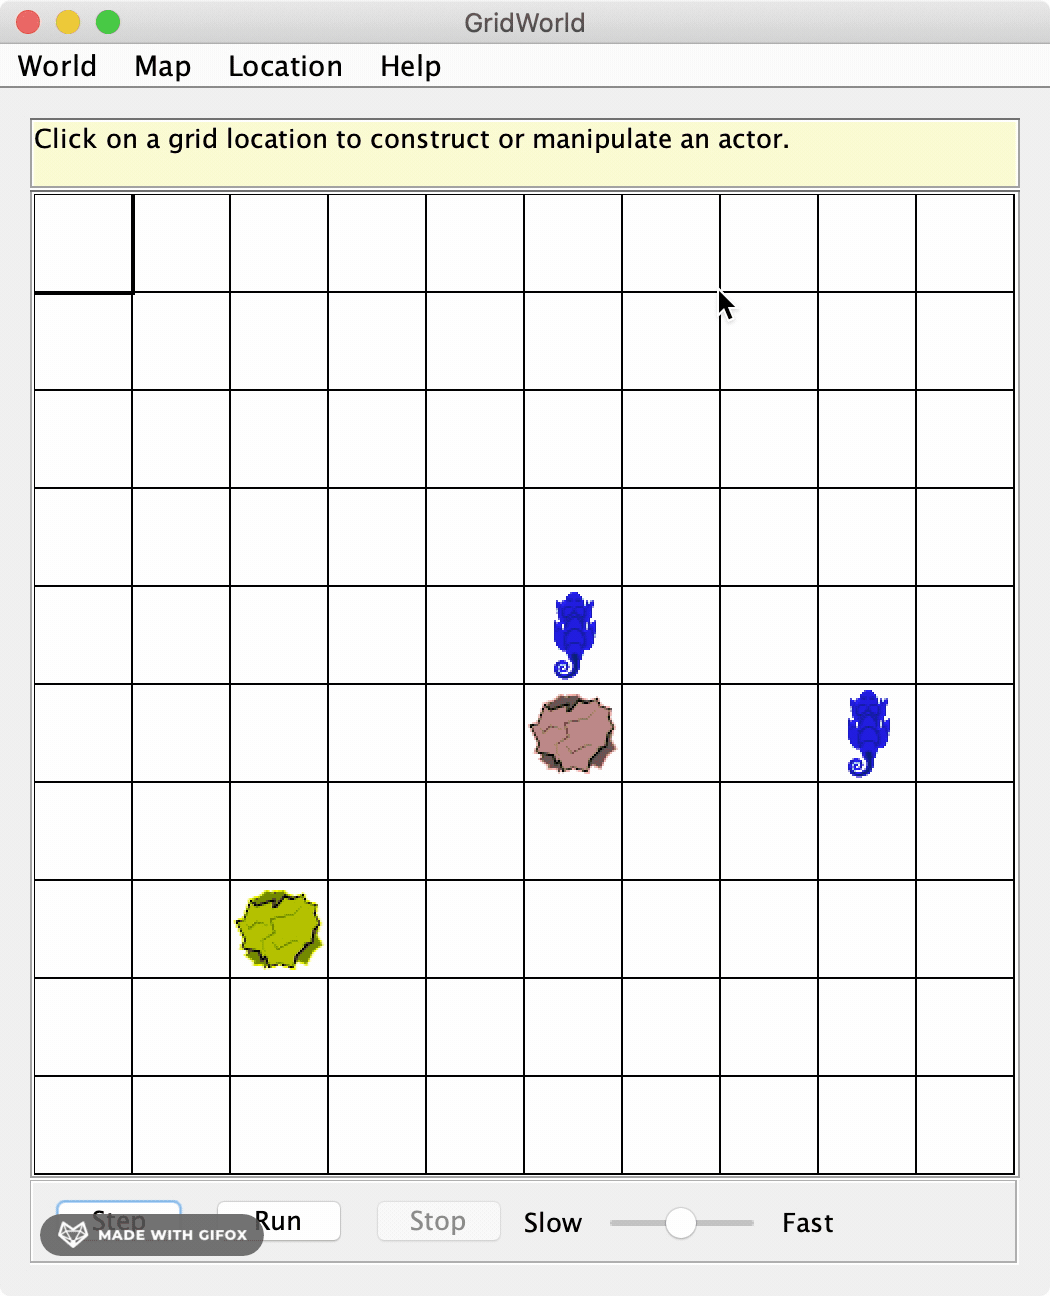 GridWorld
World Map Location Help
Click on a grid location to construct or manipulate an actor.
Step Run Stop Slow Fast
MADE WITH GIFOX